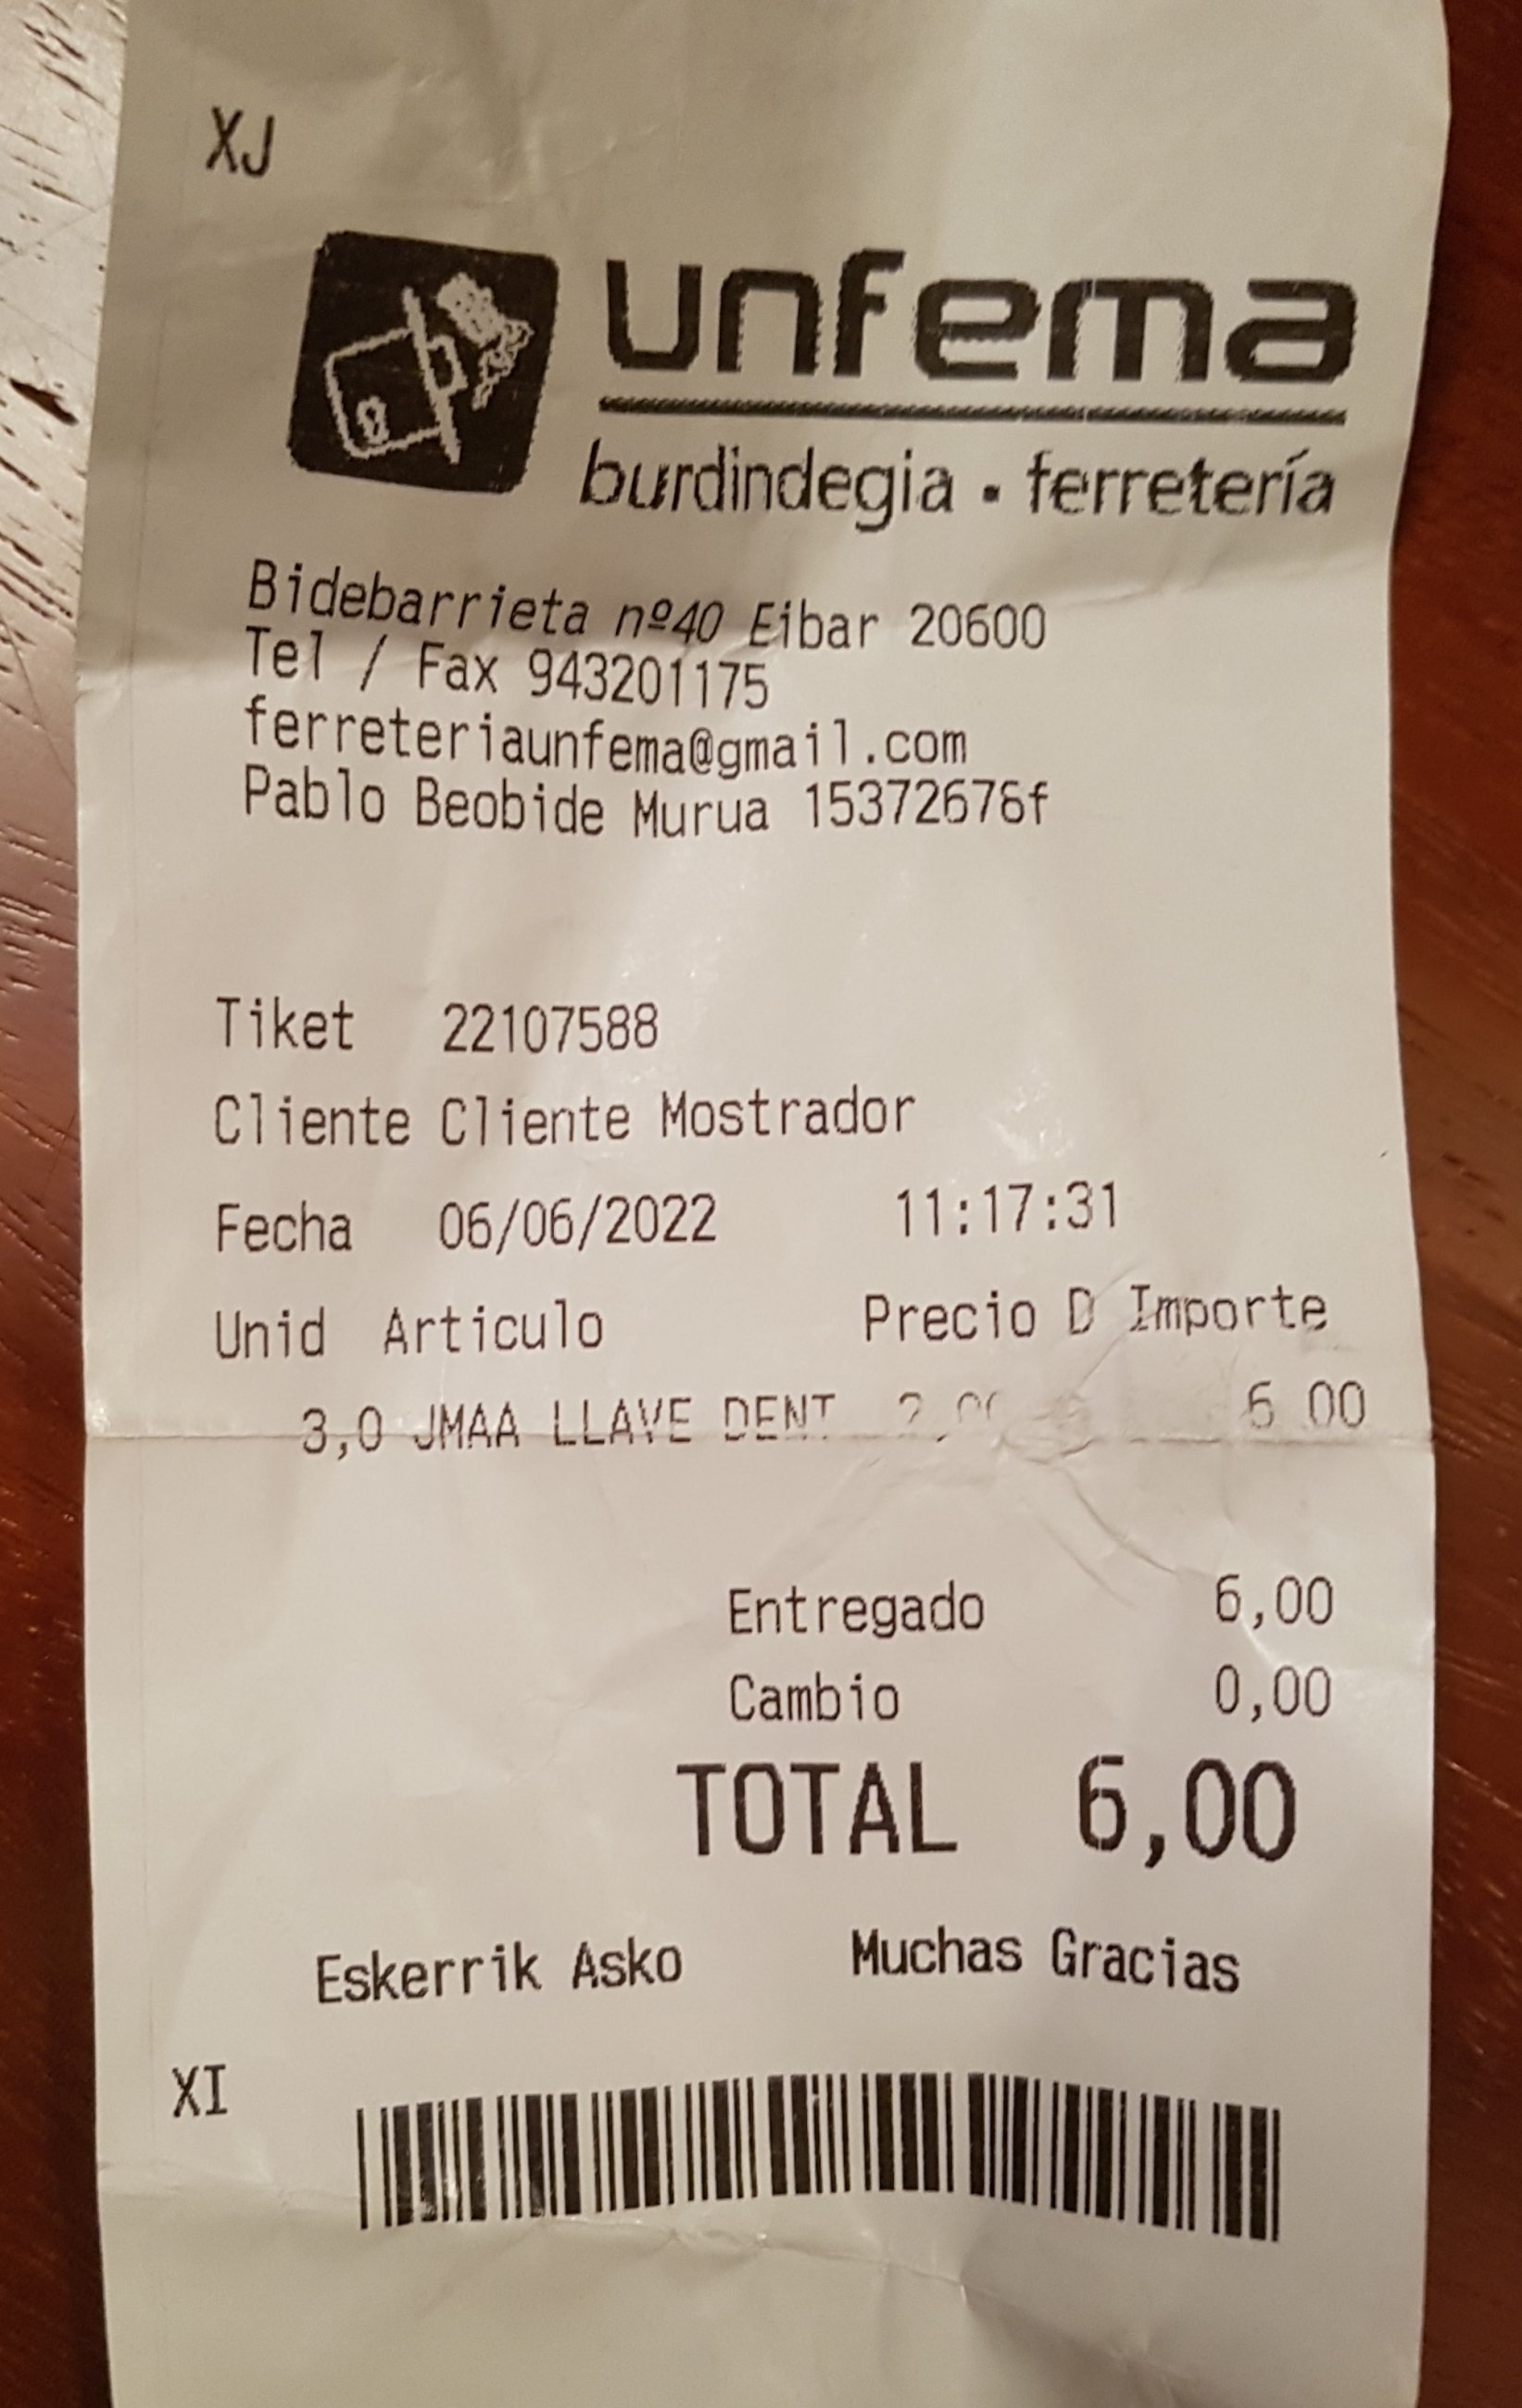 XJ
unfema
burdindegia · ferretería
Bidebarrieta nº40 Eibar 20600
Tel / Fax 943201175
ferreteriaunfema@gmail.com
Pablo Beobide Murua 15372676f
Tiket 22107588
Cliente Cliente Mostrador
Fecha 06/06/2022 11:17:31
Unid Articulo Precio D Importe
3,0 JMAA LLAVE DENT 6 00
Entregado 6,00
Cambio 0,00
TOTAL 6,00
Eskerrik Asko Muchas Gracias
XI